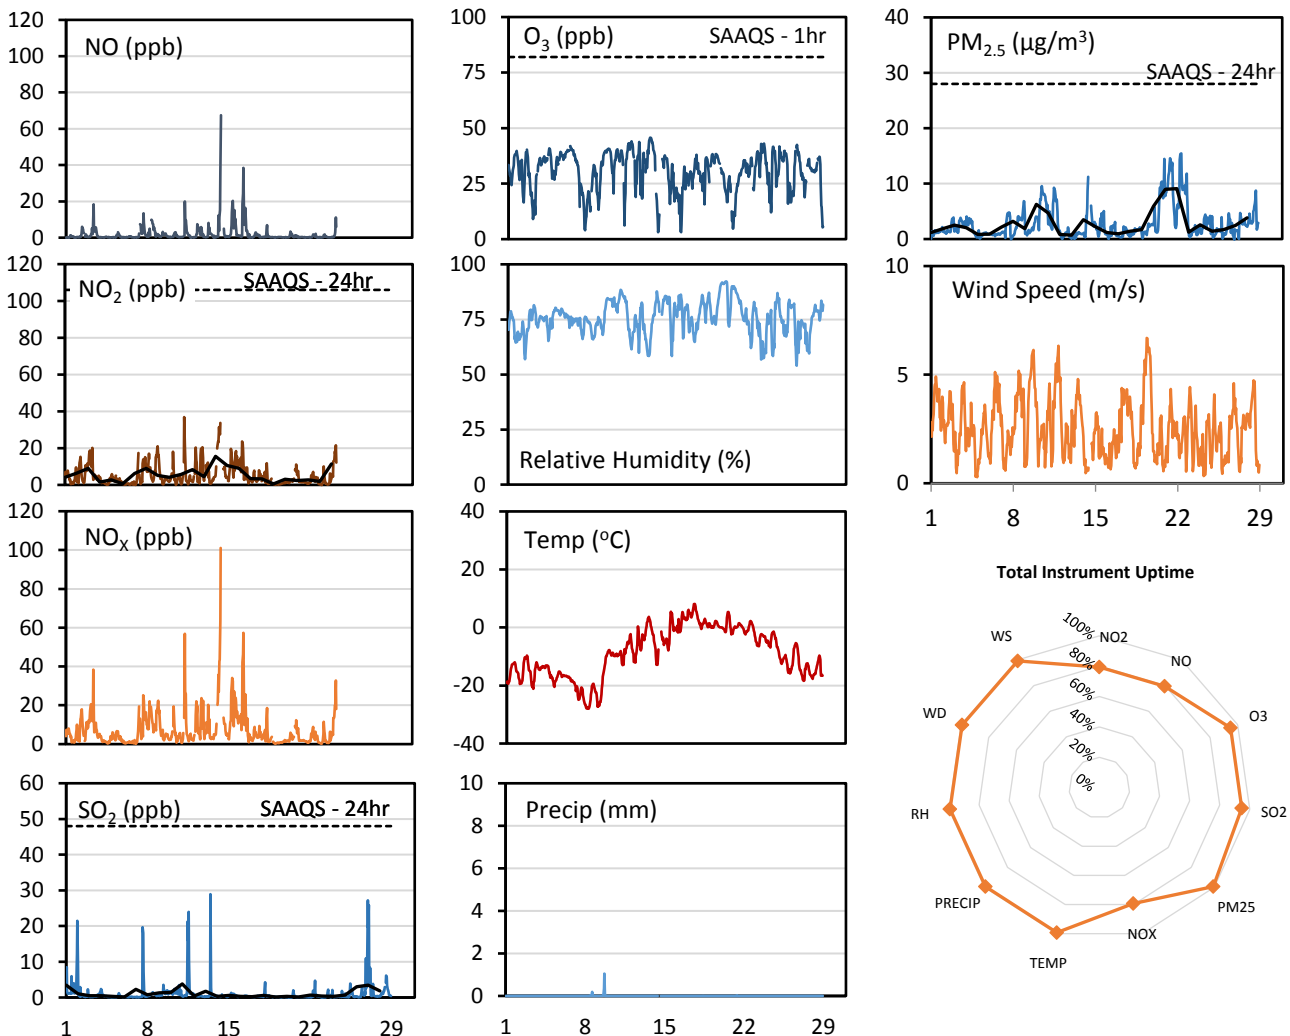 NO (ppb)
120
100
80
60
40
20
0
NO₂ (ppb)
SAAQS - 24hr
120
100
80
60
40
20
0
NOX (ppb)
120
100
80
60
40
20
0
SO₂ (ppb)
SAAQS - 24hr
60
50
40
30
20
10
0
1 8 15 22 29
O₃ (ppb)
SAAQS - 1hr
100
75
50
25
0
100
75
50
25
0
Relative Humidity (%)
Temp (ºC)
40
20
0
-20
-40
Precip (mm)
10
8
6
4
2
0
1 8 15 22 29
PM₂.₅ (µg/m³)
SAAQS - 24hr
40
30
20
10
0
Wind Speed (m/s)
10
5
0
1 8 15 22 29
Total Instrument Uptime
100%
80%
60%
40%
20%
0%
NO2
NO
O3
SO2
PM25
NOX
TEMP
PRECIP
RH
WD
WS